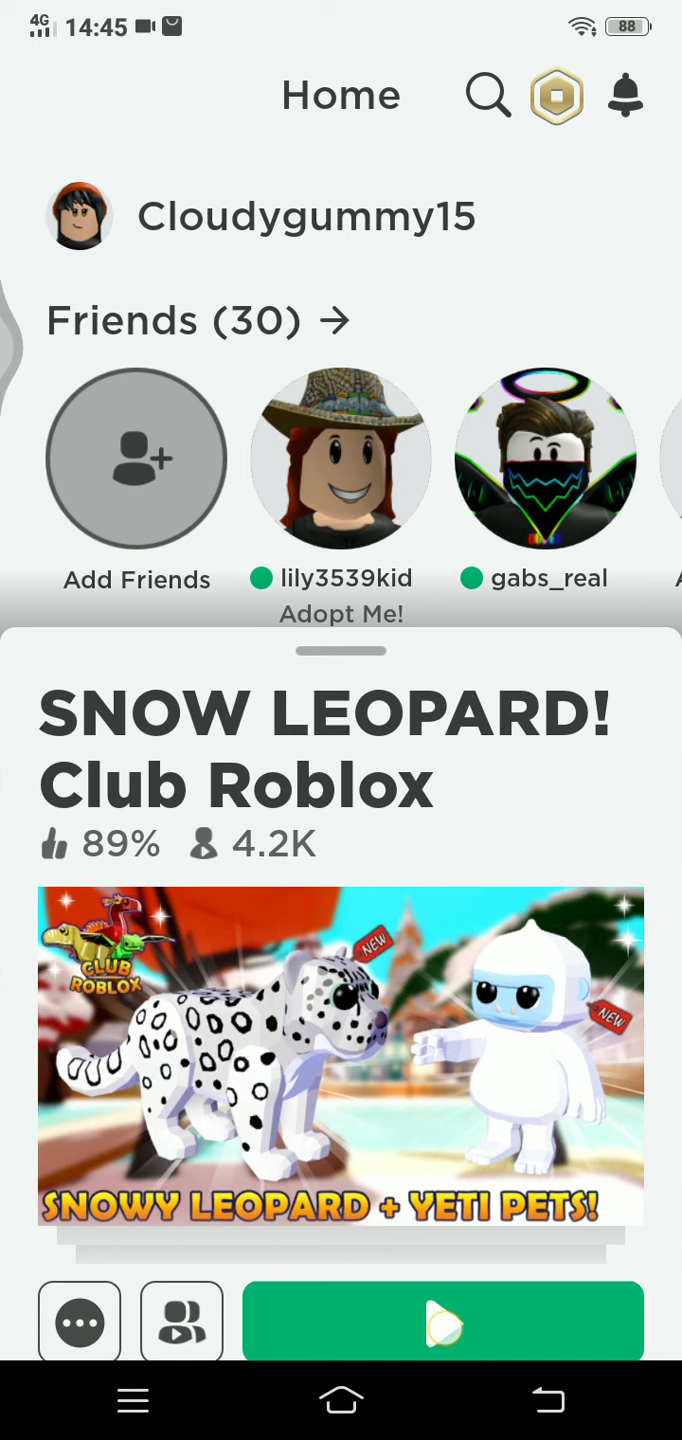 4G 14:45 88
Home
Cloudygummy15
Friends (30) →
Add Friends
lily3539kid
gabs_real
Adopt Me!
SNOW LEOPARD!
Club Roblox
89% 4.2K
CLUB
ROBLOX
NEW
NEW
SNOWY LEOPARD + YETI PETS!